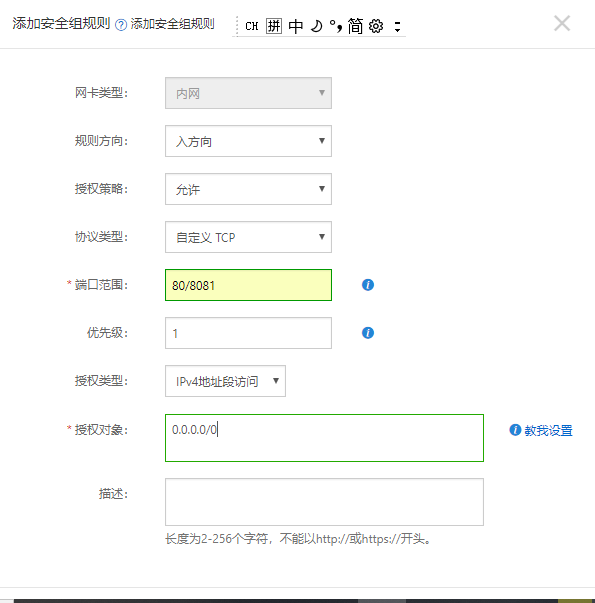 添加安全组规则 添加安全组规则 CH 拼 中 简
网卡类型： 内网
规则方向： 入方向
授权策略： 允许
协议类型： 自定义 TCP
* 端口范围： 80/8081
优先级： 1
授权类型： IPv4地址段访问
* 授权对象： 0.0.0.0/0 教我设置
描述：
长度为2-256个字符，不能以http://或https://开头。